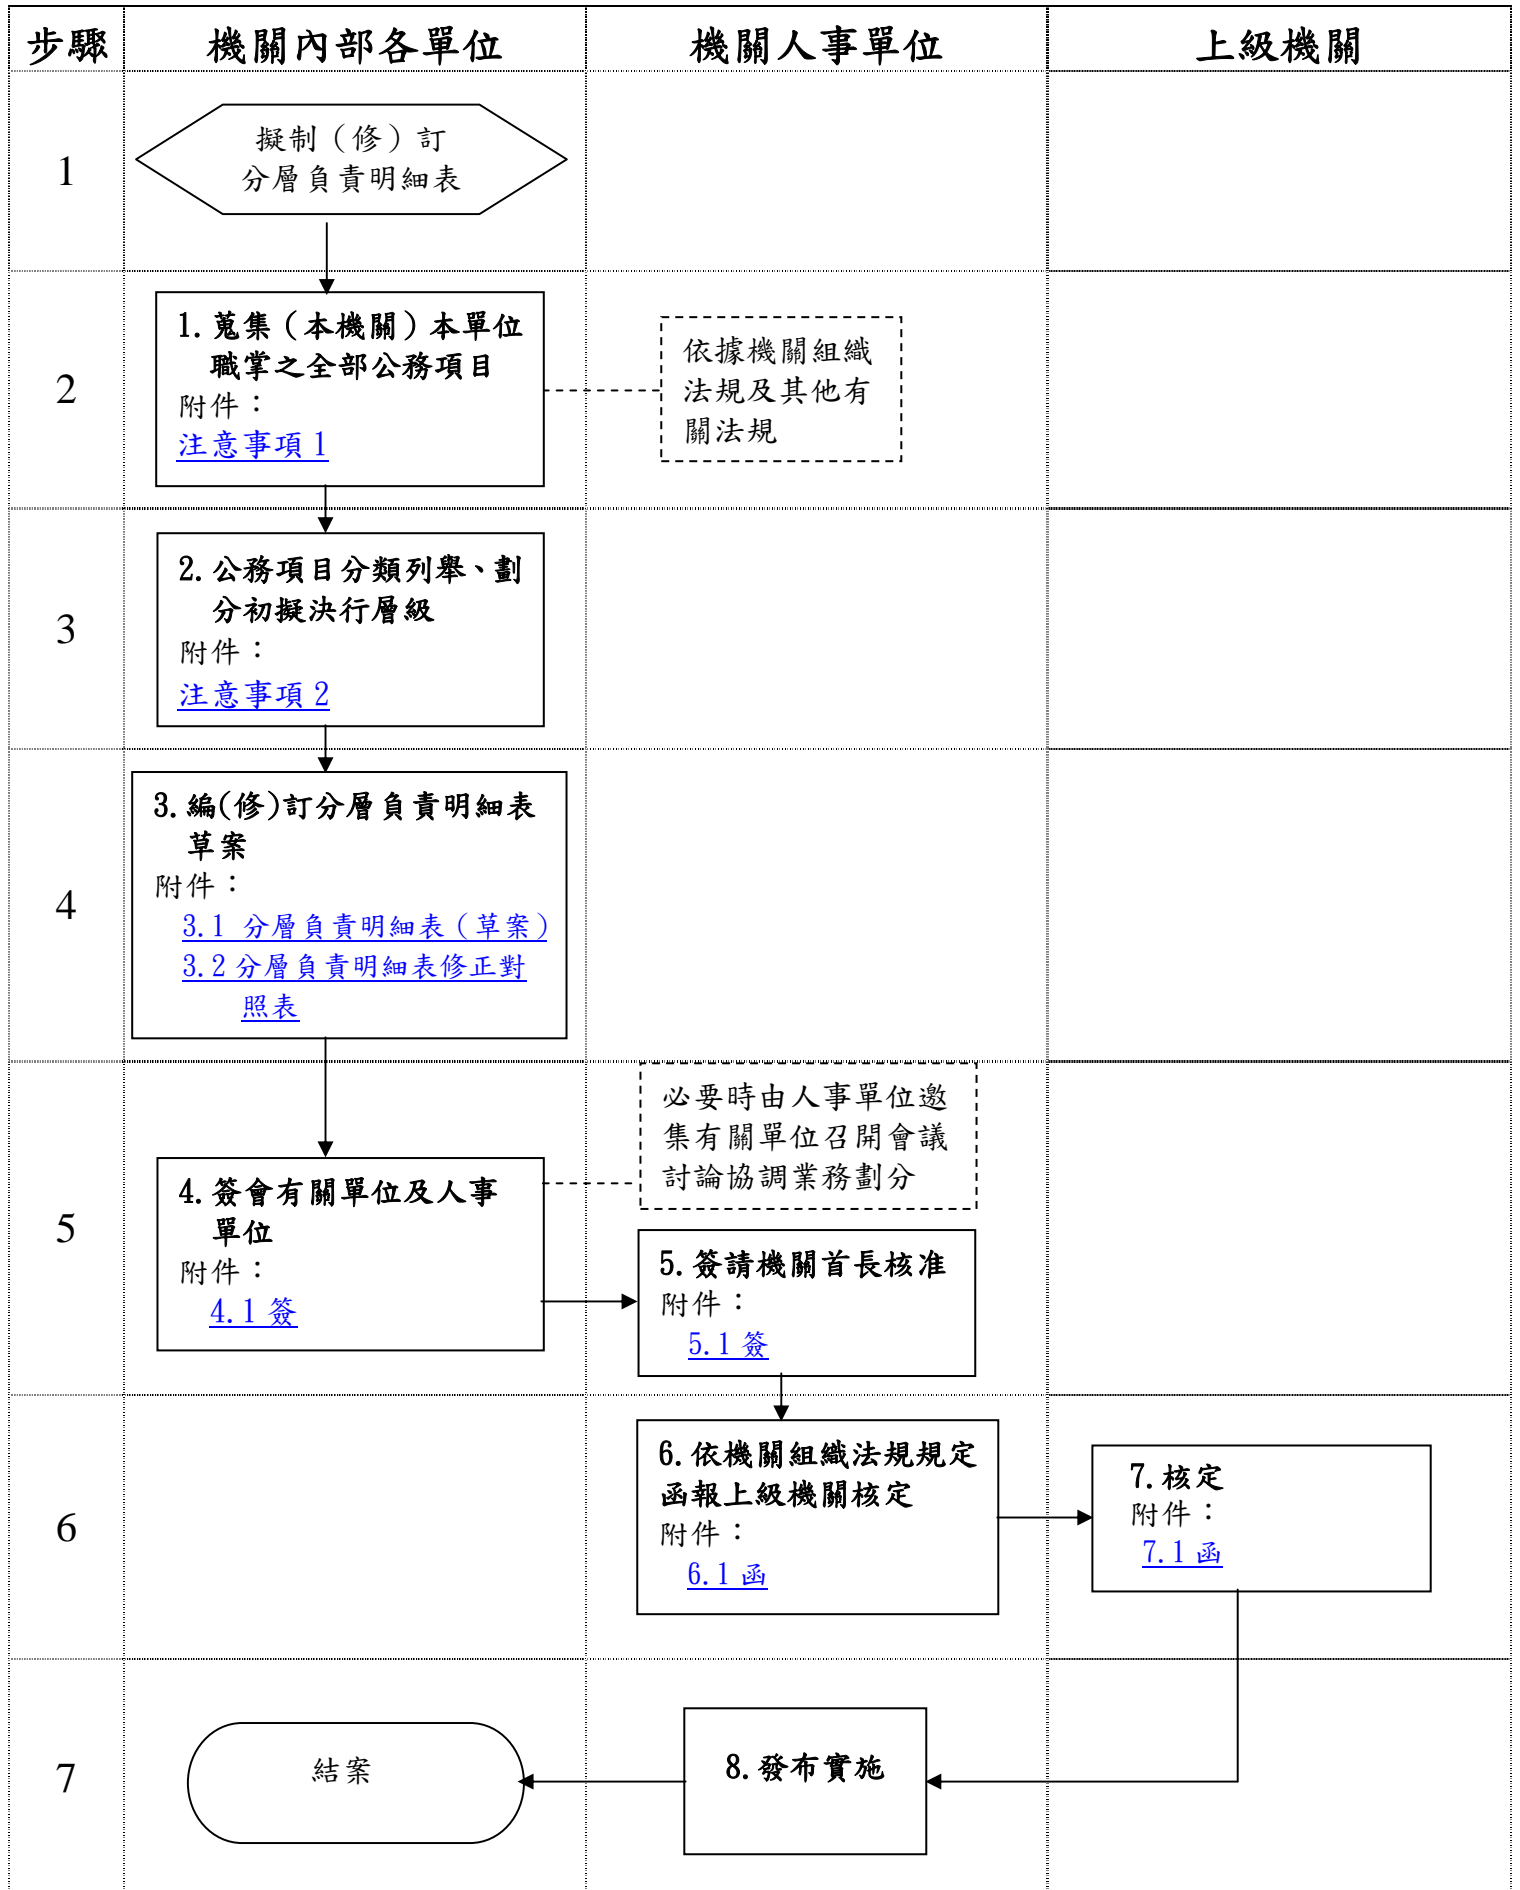 步驟
機關內部各單位
機關人事單位
上級機關
1
擬制（修）訂
分層負責明細表
2
1.蒐集（本機關）本單位
職掌之全部公務項目
附件：
注意事項1
依據機關組織
法規及其他有
關法規
3
2.公務項目分類列舉、劃
分初擬決行層級
附件：
注意事項2
4
3.編(修)訂分層負責明細表
草案
附件：
3.1 分層負責明細表（草案）
3.2分層負責明細表修正對
照表
5
4.簽會有關單位及人事
單位
附件：
4.1簽
必要時由人事單位邀
集有關單位召開會議
討論協調業務劃分
5.簽請機關首長核准
附件：
5.1簽
6
6.依機關組織法規規定
函報上級機關核定
附件：
6.1函
7.核定
附件：
7.1函
7
結案
8.發布實施